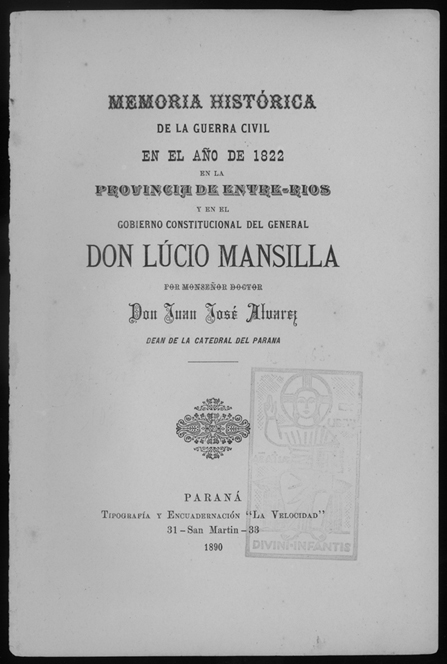 MEMORIA HISTÓRICA
DE LA GUERRA CIVIL
EN EL AÑO DE 1822
EN LA
PROVINCIA DE ENTRE-RIOS
Y EN EL
GOBIERNO CONSTITUCIONAL DEL GENERAL
DON LÚCIO MANSILLA
POR MONSEÑOR DOCTOR
Don Juan José Alvarez
DEAN DE LA CATEDRAL DEL PARANA
PARANÁ
TIPOGRAFÍA Y ENCUADERNACIÓN "LA VELOCIDAD"
31-SAN MARTIN-33
1890
DIVINI·INFANTIS